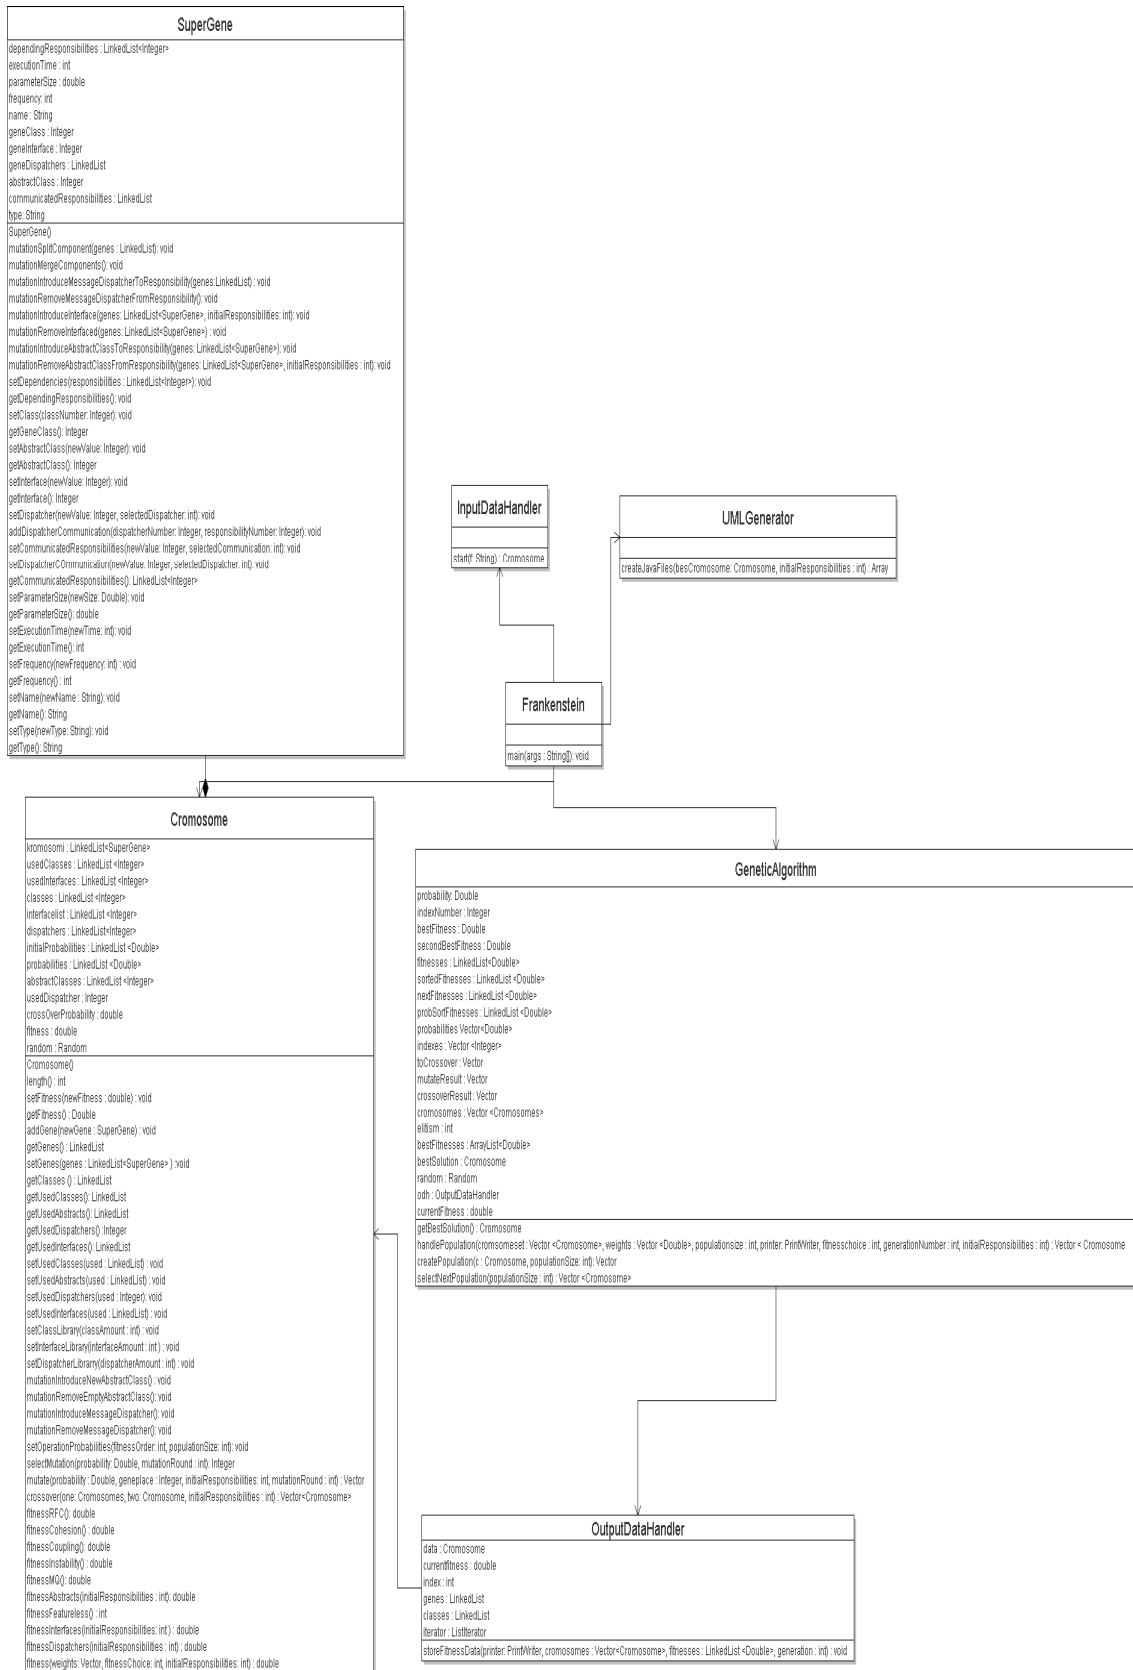 SuperGene
dependingResponsibilities : LinkedList<Integer>
executionTime : int
parameterSize : double
frequency: int
name : String
geneClass : Integer
geneInterface : Integer
geneDispatchers : LinkedList
abstractClass : Integer
communicatedResponsibilities : LinkedList
type: String
SuperGene()
mutationSplitComponent(genes : LinkedList): void
mutationMergeComponents(): void
mutationIntroduceMessageDispatcherToResponsibility(genes:LinkedList) : void
mutationRemoveMessageDispatcherFromResponsibility(): void
mutationIntroduceInterface(genes: LinkedList<SuperGene>, initialResponsibilities: int): void
mutationRemoveInterfaced(genes: LinkedList<SuperGene>) : void
mutationIntroduceAbstractClassToResponsibility(genes: LinkedList<SuperGene>): void
mutationRemoveAbstractClassFromResponsibility(genes: LinkedList<SuperGene>, initialResponsibilities : int): void
setDependencies(responsibilities : LinkedList<Integer>): void
getDependingResponsibilities(): void
setClass(classNumber: Integer): void
getGeneClass(): Integer
setAbstractClass(newValue: Integer): void
getAbstractClass(): Integer
setInterface(newValue: Integer): void
getInterface(): Integer
setDispatcher(newValue: Integer, selectedDispatcher: int): void
addDispatcherCommunication(dispatcherNumber: Integer, responsibilityNumber: Integer): void
setCommunicatedResponsibilities(newValue: Integer, selectedCommunication: int): void
setDispatcherCOmmunication(newValue: Integer, selectedDispatcher: int): void
getCommunicatedResponsibilities(): LinkedList<Integer>
setParameterSize(newSize: Double): void
getParameterSize(): double
setExecutionTime(newTime: int): void
getExecutionTime(): int
setFrequency(newFrequency: int) : void
getFrequency() : int
setName(newName : String): void
getName(): String
setType(newType: String): void
getType(): String
InputDataHandler
start(f: String) : Cromosome
UMLGenerator
createJavaFiles(besCromosome: Cromosome, initialResponsibilities : int) : Array
Frankenstein
main(args : String[]): void
Cromosome
kromosomi : LinkedList<SuperGene>
usedClasses : LinkedList <Integer>
usedInterfaces : LinkedList <Integer>
classes : LinkedList <Integer>
interfacelist : LinkedList <Integer>
dispatchers : LinkedList<Integer>
initialProbabilities : LinkedList <Double>
probabilities : LinkedList <Double>
abstractClasses : LinkedList <Integer>
usedDispatcher : Integer
crossOverProbability : double
fitness : double
random : Random
Cromosome()
length() : int
setFitness(newFitness : double) : void
getFitness() : Double
addGene(newGene : SuperGene) : void
getGenes() : LinkedList
setGenes(genes : LinkedList<SuperGene> ) :void
getClasses () : LinkedList
getUsedClasses(): LinkedList
getUsedAbstracts(): LinkedList
getUsedDispatchers() :Integer
getUsedInterfaces(): LinkedList
setUsedClasses(used : LinkedList) : void
setUsedAbstracts(used : LinkedList) : void
setUsedDispatchers(used : Integer): void
setUsedInterfaces(used : LinkedList) : void
setClassLibrary(classAmount : int) : void
setInterfaceLibrary(interfaceAmount : int ) : void
setDispatcherLibrarry(dispatcherAmount : int) : void
mutationIntroduceNewAbstractClass() : void
mutationRemoveEmptyAbstractClass(): void
mutationIntroduceMessageDispatcher(): void
mutationRemoveMessageDispatcher(): void
setOperationProbabilities(fitnessOrder: int, populationSize: int): void
selectMutation(probability: Double, mutationRound : int): Integer
mutate(probability : Double, geneplace : Integer, initialResponsibilities: int, mutationRound : int) : Vector
crossover(one: Cromosomes, two: Cromosome, initialResponsibilities : int) : Vector<Cromosome>
fitnessRFC(): double
fitnessCohesion() : double
fitnessCoupling(): double
fitnessInstability() : double
fitnessMQ(): double
fitnessAbstracts(initialResponsibilities : int): double
fitnessFeatureless() : int
fitnessInterfaces(initialResponsibilities: int ) : double
fitnessDispatchers(initialResponsibilities : int) : double
fitness(weights: Vector, fitnessChoice: int, initialResponsibilities: int) : double
GeneticAlgorithm
probability: Double
indexNumber : Integer
bestFitness : Double
secondBestFitness : Double
fitnesses : LinkedList<Double>
sortedFitnesses : LinkedList <Double>
nextFitnesses : LinkedList <Double>
probSortFitnesses : LinkedList <Double>
probabilities Vector<Double>
indexes : Vector <Integer>
toCrossover : Vector
mutateResult : Vector
crossoverResult : Vector
cromosomes : Vector <Cromosomes>
elitism : int
bestFitnesses : ArrayList<Double>
bestSolution : Cromosome
random : Random
odh : OutputDataHandler
currentFitness : double
getBestSolution() : Cromosome
handlePopulation(cromsomeset : Vector <Cromosome>, weights : Vector <Double>, populationsize : int, printer: PrintWriter, fitnesschoice : int, generationNumber : int, initialResponsibilities : int) : Vector < Cromosome
createPopulation(c : Cromosome, populationSize: int): Vector
selectNextPopulation(populationSize : int) : Vector <Cromosome>
OutputDataHandler
data : Cromosome
currentfitness : double
index : int
genes : LinkedList
classes : LinkedList
iterator : ListIterator
storeFitnessData(printer: PrintWriter, cromosomes : Vector<Cromosome>, fitnesses : LinkedList <Double>, generation : int) : void